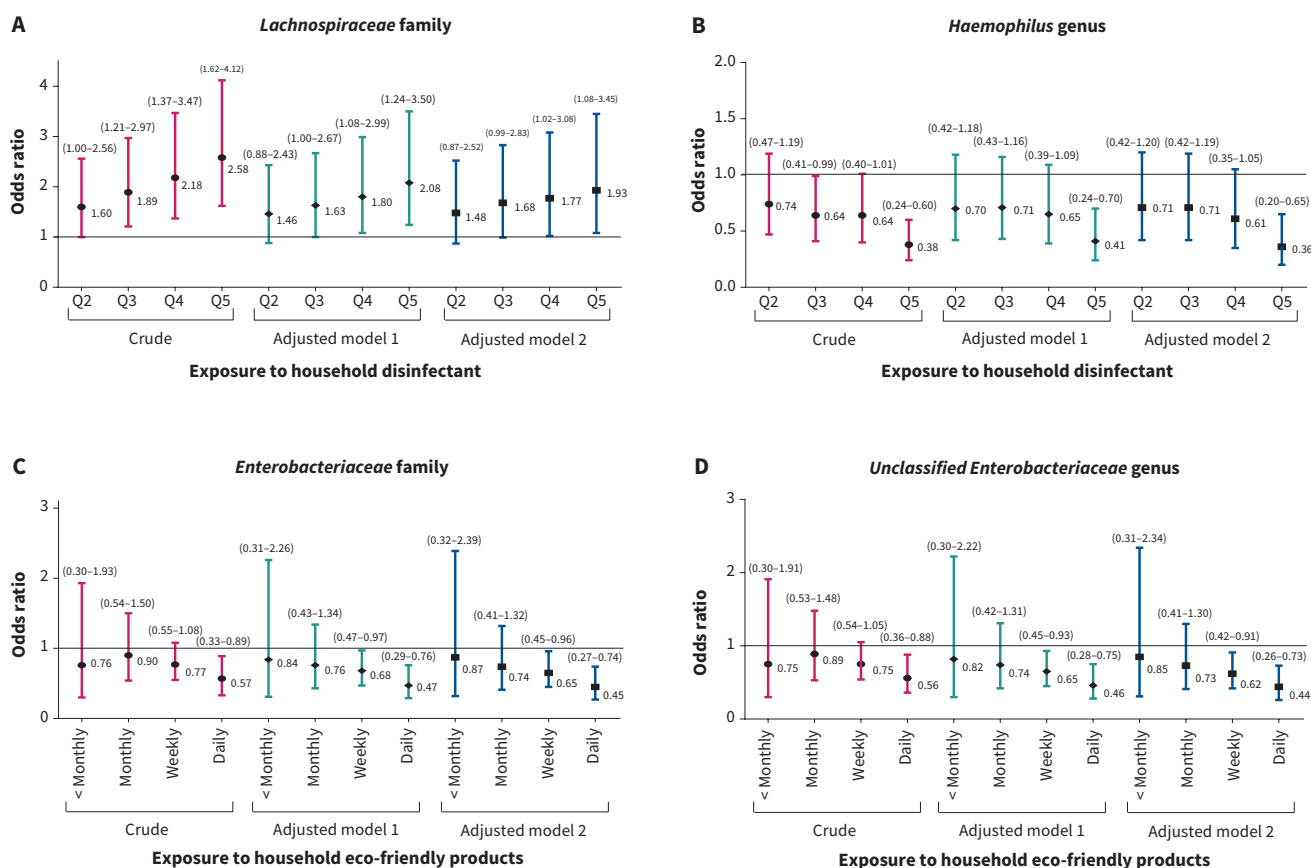 A
Lachnospiraceae family
Odds ratio
4
3
2
1
0
(1.00–2.56)
(1.21–2.97)
(1.37–3.47)
(1.62–4.12)
(0.88–2.43)
(1.00–2.67)
(1.08–2.99)
(1.24–3.50)
(0.87–2.52)
(0.99–2.83)
(1.02–3.08)
(1.08–3.45)
1.60
1.89
2.18
2.58
1.46
1.63
1.80
2.08
1.48
1.68
1.77
1.93
Q2 Q3 Q4 Q5 Q2 Q3 Q4 Q5 Q2 Q3 Q4 Q5
Crude Adjusted model 1 Adjusted model 2
Exposure to household disinfectant
B
Haemophilus genus
Odds ratio
2.0
1.5
1.0
0.5
0.0
(0.47–1.19)
(0.41–0.99)
(0.40–1.01)
(0.24–0.60)
(0.42–1.18)
(0.43–1.16)
(0.39–1.09)
(0.24–0.70)
(0.42–1.20)
(0.42–1.19)
(0.35–1.05)
(0.20–0.65)
0.74
0.64
0.64
0.38
0.70
0.71
0.65
0.41
0.71
0.71
0.61
0.36
Q2 Q3 Q4 Q5 Q2 Q3 Q4 Q5 Q2 Q3 Q4 Q5
Crude Adjusted model 1 Adjusted model 2
Exposure to household disinfectant
C
Enterobacteriaceae family
Odds ratio
3
2
1
0
(0.30–1.93)
(0.54–1.50)
(0.55–1.08)
(0.33–0.89)
(0.31–2.26)
(0.43–1.34)
(0.47–0.97)
(0.29–0.76)
(0.32–2.39)
(0.41–1.32)
(0.45–0.96)
(0.27–0.74)
0.76
0.90
0.77
0.57
0.84
0.76
0.68
0.47
0.87
0.74
0.65
0.45
< Monthly
Monthly
Weekly
Daily
< Monthly
Monthly
Weekly
Daily
< Monthly
Monthly
Weekly
Daily
Crude Adjusted model 1 Adjusted model 2
Exposure to household eco-friendly products
D
Unclassified Enterobacteriaceae genus
Odds ratio
3
2
1
0
(0.30–1.91)
(0.53–1.48)
(0.54–1.05)
(0.36–0.88)
(0.30–2.22)
(0.42–1.31)
(0.45–0.93)
(0.28–0.75)
(0.31–2.34)
(0.41–1.30)
(0.42–0.91)
(0.26–0.73)
0.75
0.89
0.75
0.56
0.82
0.74
0.65
0.46
0.85
0.73
0.62
0.44
< Monthly
Monthly
Weekly
Daily
< Monthly
Monthly
Weekly
Daily
< Monthly
Monthly
Weekly
Daily
Crude Adjusted model 1 Adjusted model 2
Exposure to household eco-friendly products